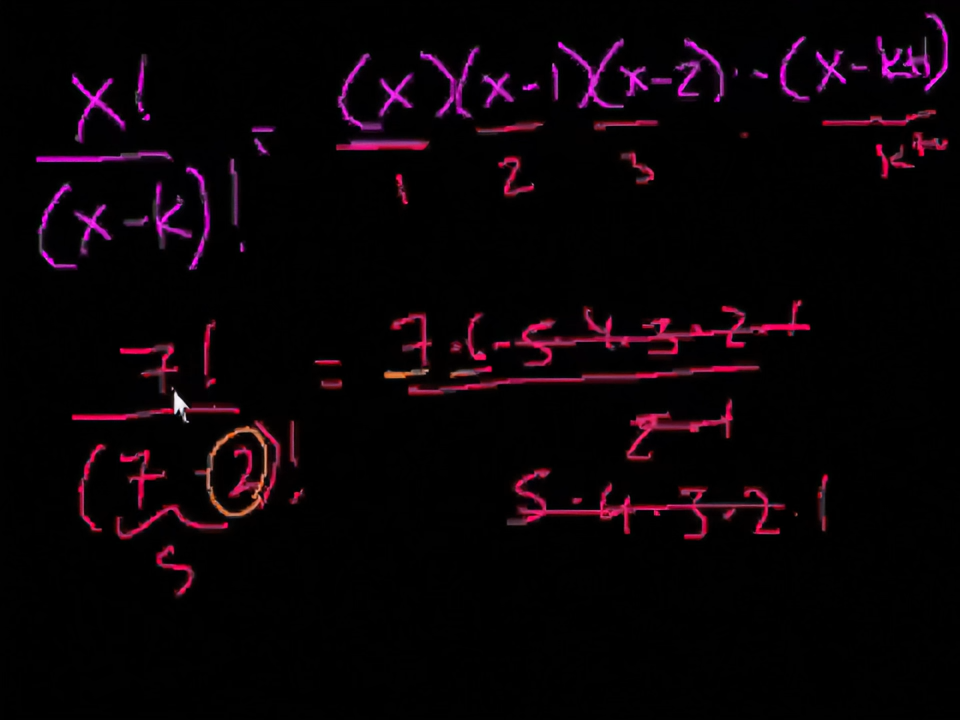 x! / (x-k)! = (x)(x-1)(x-2)··-(x-k+1)
1 2 3 · kth
7! / (7-2)! = 7·6·5·4·3·2·1
2·1
5·4·3·2·1
5